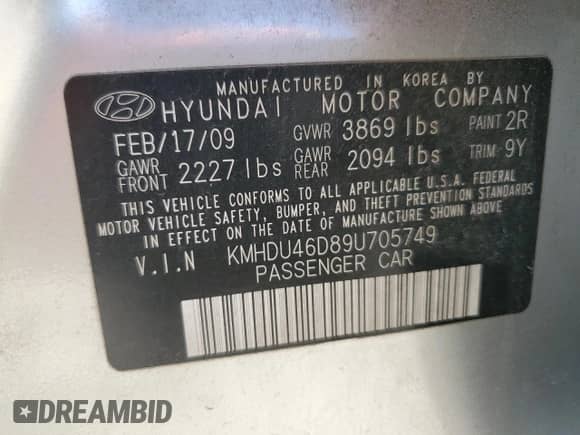 MANUFACTURED IN KOREA BY
HYUNDAI MOTOR COMPANY
FEB/17/09 GVWR 3869 lbs PAINT 2R
GAWR FRONT 2227 lbs GAWR REAR 2094 lbs TRIM 9Y
THIS VEHICLE CONFORMS TO ALL APPLICABLE U.S.A. FEDERAL
MOTOR VEHICLE SAFETY, BUMPER, AND THEFT PREVENTION STANDARDS
IN EFFECT ON THE DATE OF MANUFACTURE SHOWN ABOVE
V.I.N KMHDU46D89U705749
PASSENGER CAR
DREAMBID